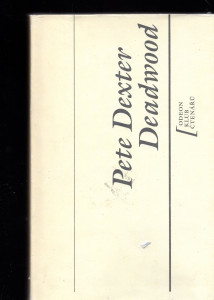 Pete Dexter
Deadwood
ODEON
KLUB
ČTENÁŘŮ